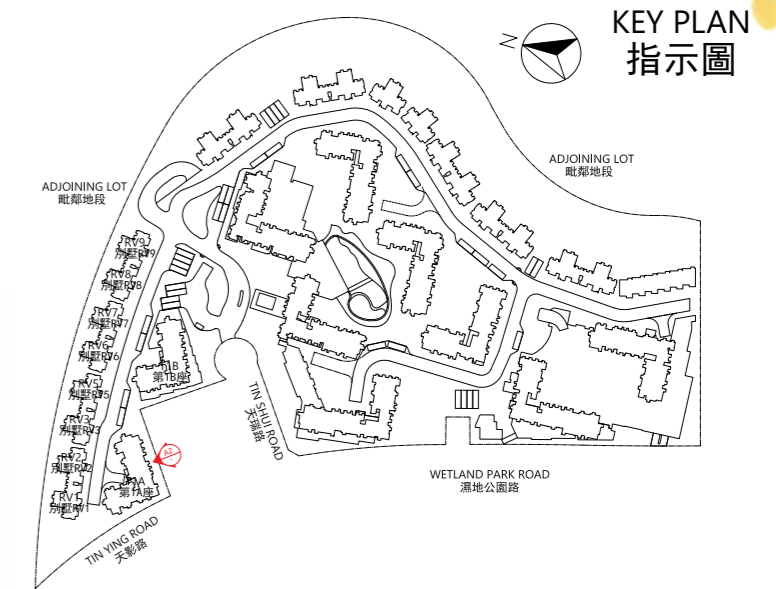 KEY PLAN
指示圖
N
ADJOINING LOT
毗鄰地段
ADJOINING LOT
毗鄰地段
RV9
別墅RV9
RV8
別墅RV8
RV7
別墅RV7
RV6
別墅RV6
RV5
別墅RV5
RV3
別墅RV3
RV2
別墅RV2
RV1
別墅RV1
第1B座
第1A座
TIN SHUI ROAD
天瑞路
WETLAND PARK ROAD
濕地公園路
TIN YING ROAD
天影路